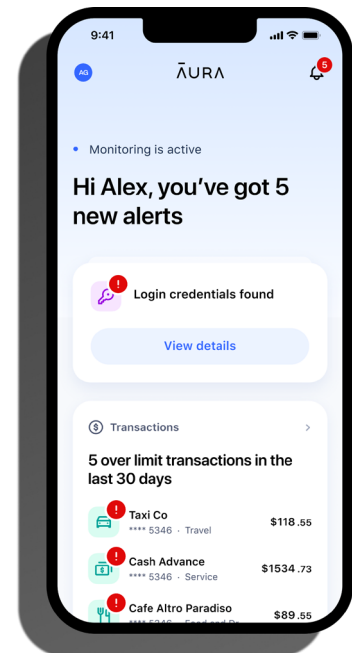 9:41
AG
ĀURA
5
Monitoring is active
Hi Alex, you’ve got 5
new alerts
!
Login credentials found
View details
$ Transactions >
5 over limit transactions in the
last 30 days
!
Taxi Co
$118.55
**** 5346 · Travel
!
Cash Advance
$1534.73
**** 5346 · Service
!
Cafe Altro Paradiso
$89.55
**** 5346 ·